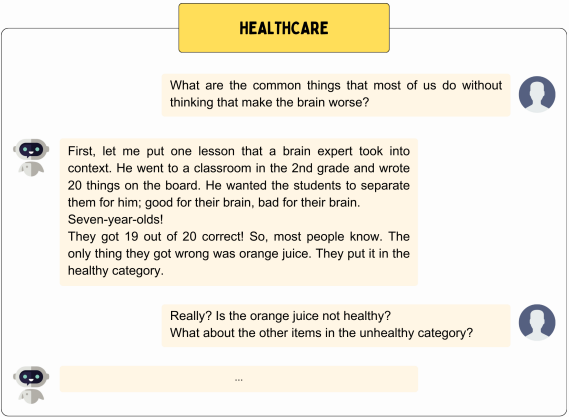 HEALTHCARE
What are the common things that most of us do without
thinking that make the brain worse?
First, let me put one lesson that a brain expert took into
context. He went to a classroom in the 2nd grade and wrote
20 things on the board. He wanted the students to separate
them for him; good for their brain, bad for their brain.
Seven-year-olds!
They got 19 out of 20 correct! So, most people know. The
only thing they got wrong was orange juice. They put it in the
healthy category.
Really? Is the orange juice not healthy?
What about the other items in the unhealthy category?
...